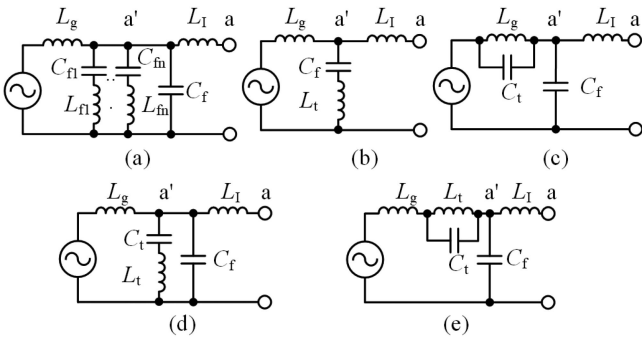 a' a
Lg LI
Cf1 .. Cfn Cf
Lf1 . Lfn
(a)
Lg LI
Cf
Lt
(b)
a' a
Lg LI
Ct Cf
(c)
a' a
Lg LI
Ct Cf
Lt
(d)
Lg Lt a' LI a
Ct Cf
(e)